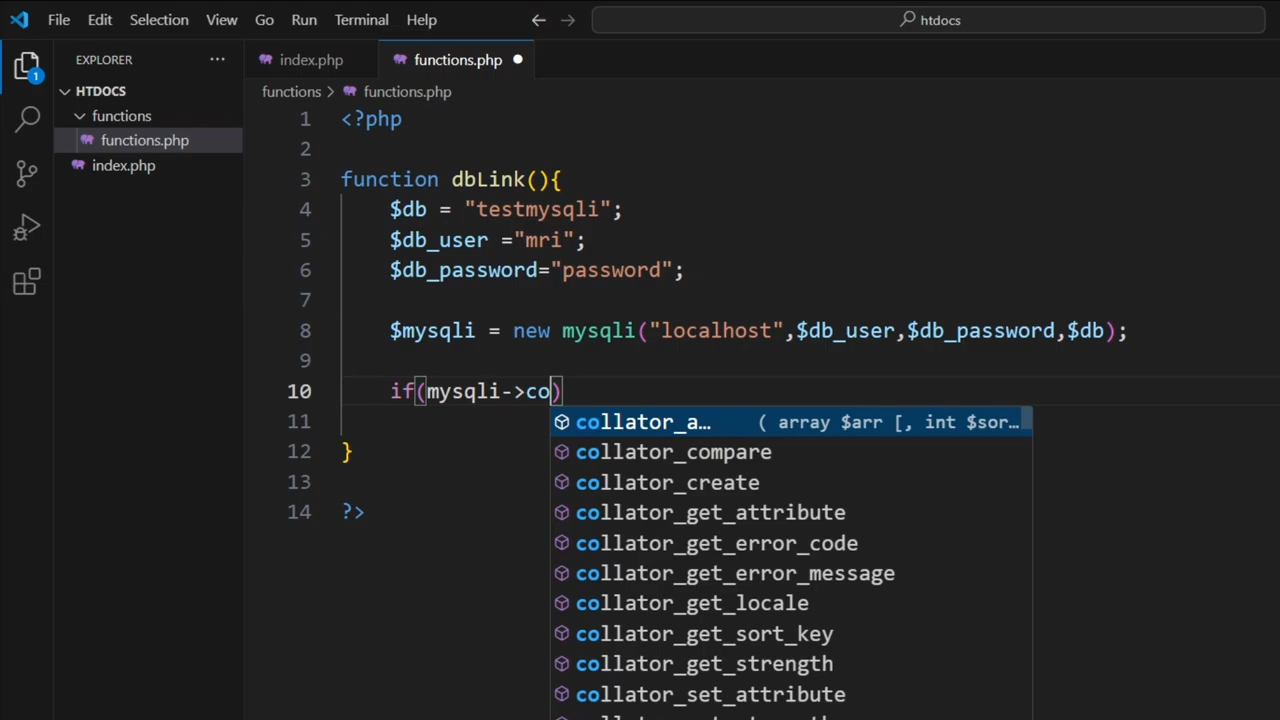 File Edit Selection View Go Run Terminal Help
htdocs
EXPLORER
1
HTDOCS
functions
functions.php
index.php
index.php
functions.php
functions > functions.php
1 <?php
2
3 function dbLink(){
4 $db = "testmysqli";
5 $db_user ="mri";
6 $db_password="password";
7
8 $mysqli = new mysqli("localhost",$db_user,$db_password,$db);
9
10 if(mysqli->co)
11
12 }
13
14 ?>
collator_a… ( array $arr [, int $sor…
collator_compare
collator_create
collator_get_attribute
collator_get_error_code
collator_get_error_message
collator_get_locale
collator_get_sort_key
collator_get_strength
collator_set_attribute